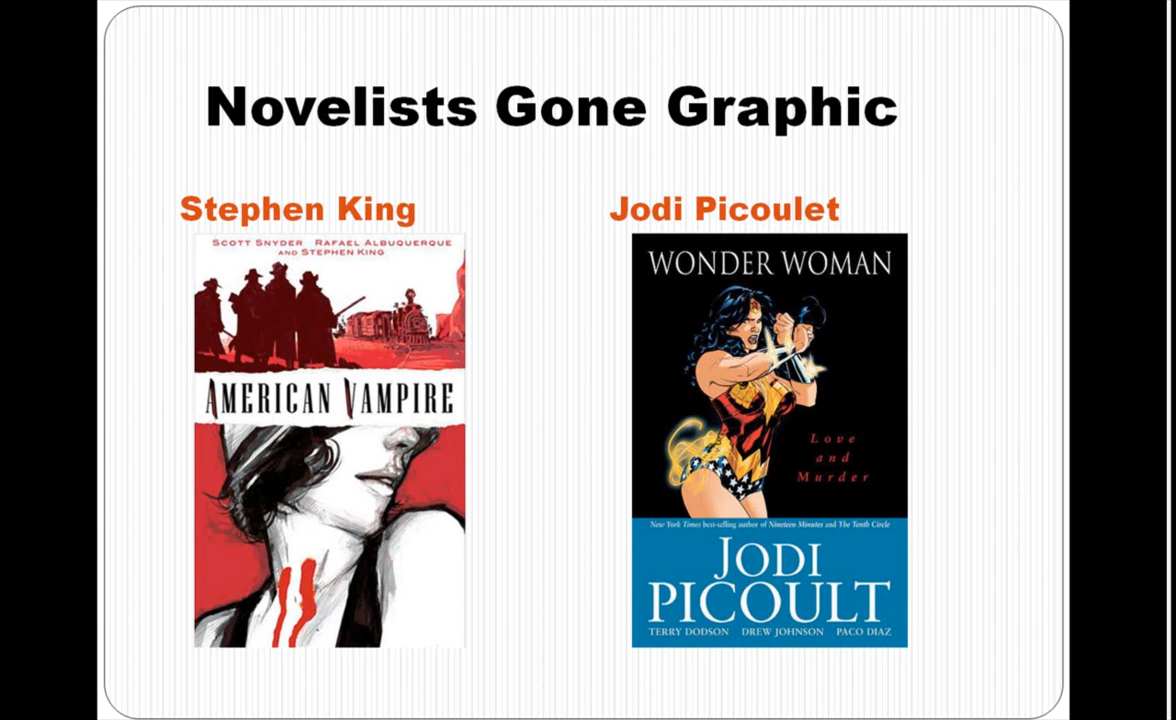 Novelists Gone Graphic
Stephen King
Jodi Picoulet
SCOTT SNYDER RAFAEL ALBUQUERQUE
AND STEPHEN KING
AMERICAN VAMPIRE
WONDER WOMAN
Love
and
Murder
New York Times best-selling author of Nineteen Minutes and The Tenth Circle
JODI
PICOULT
TERRY DODSON DREW JOHNSON PACO DIAZ